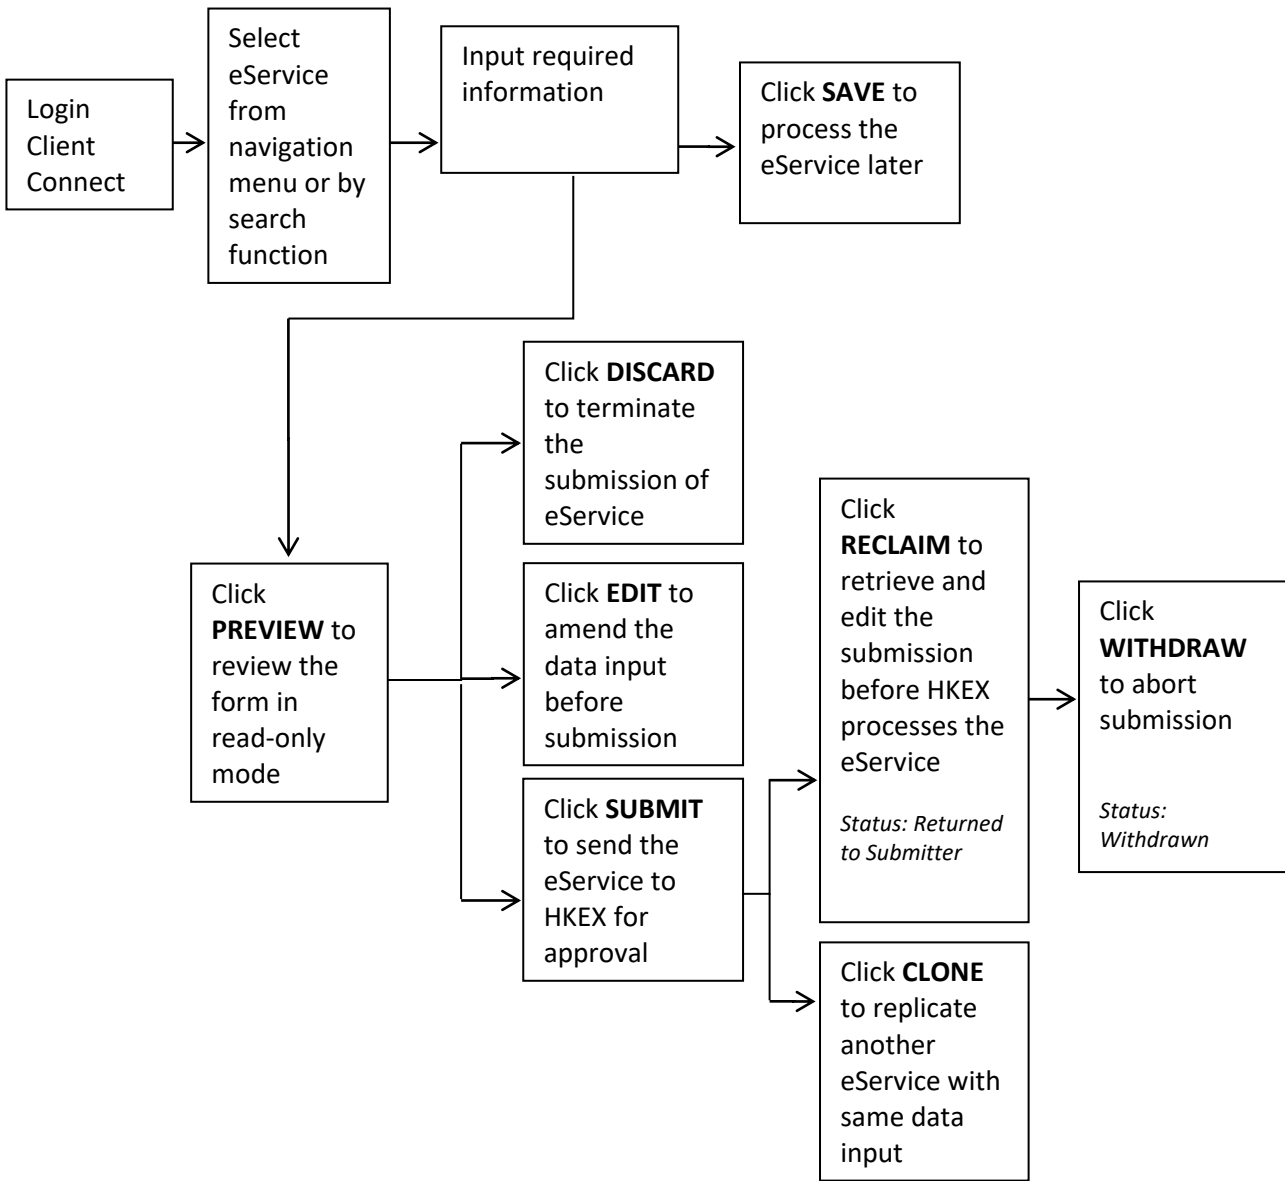 Login
Client
Connect
Select
eService
from
navigation
menu or by
search
function
Input required
information
Click SAVE to
process the
eService later
Click DISCARD
to terminate
the
submission of
eService
Click
PREVIEW to
review the
form in
read-only
mode
Click EDIT to
amend the
data input
before
submission
Click SUBMIT
to send the
eService to
HKEX for
approval
Click
RECLAIM to
retrieve and
edit the
submission
before HKEX
processes the
eService
Status: Returned
to Submitter
Click
WITHDRAW
to abort
submission
Status:
Withdrawn
Click CLONE
to replicate
another
eService with
same data
input